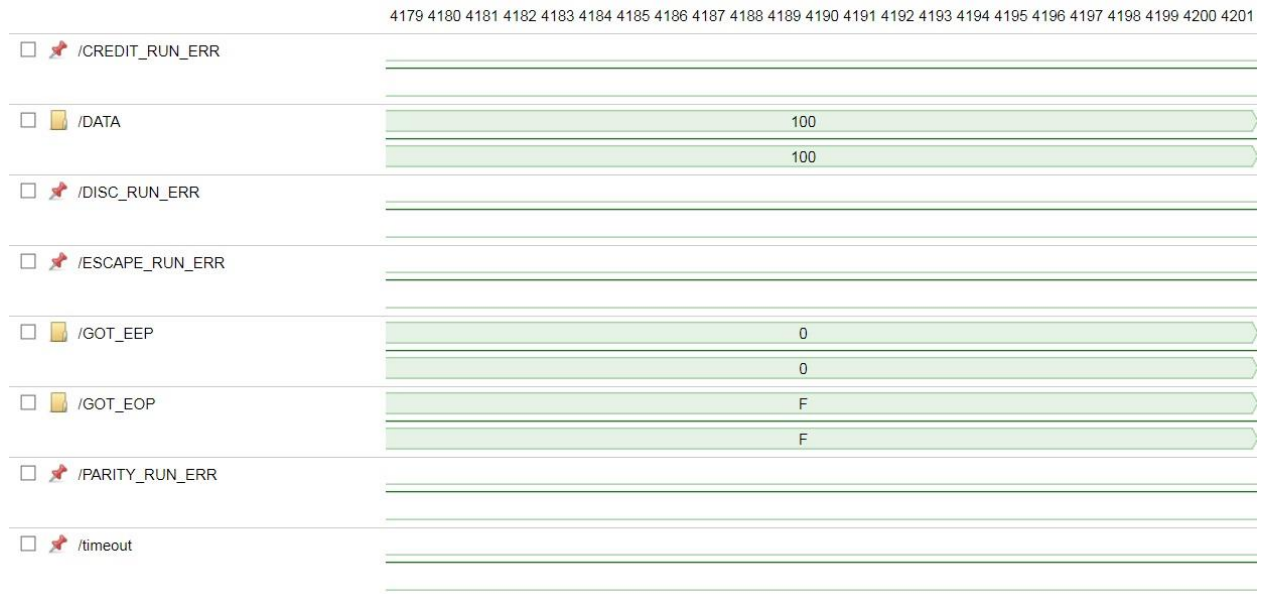 4179 4180 4181 4182 4183 4184 4185 4186 4187 4188 4189 4190 4191 4192 4193 4194 4195 4196 4197 4198 4199 4200 4201
/CREDIT_RUN_ERR
/DATA
100
100
/DISC_RUN_ERR
/ESCAPE_RUN_ERR
/GOT_EEP
0
0
/GOT_EOP
F
F
/PARITY_RUN_ERR
/timeout